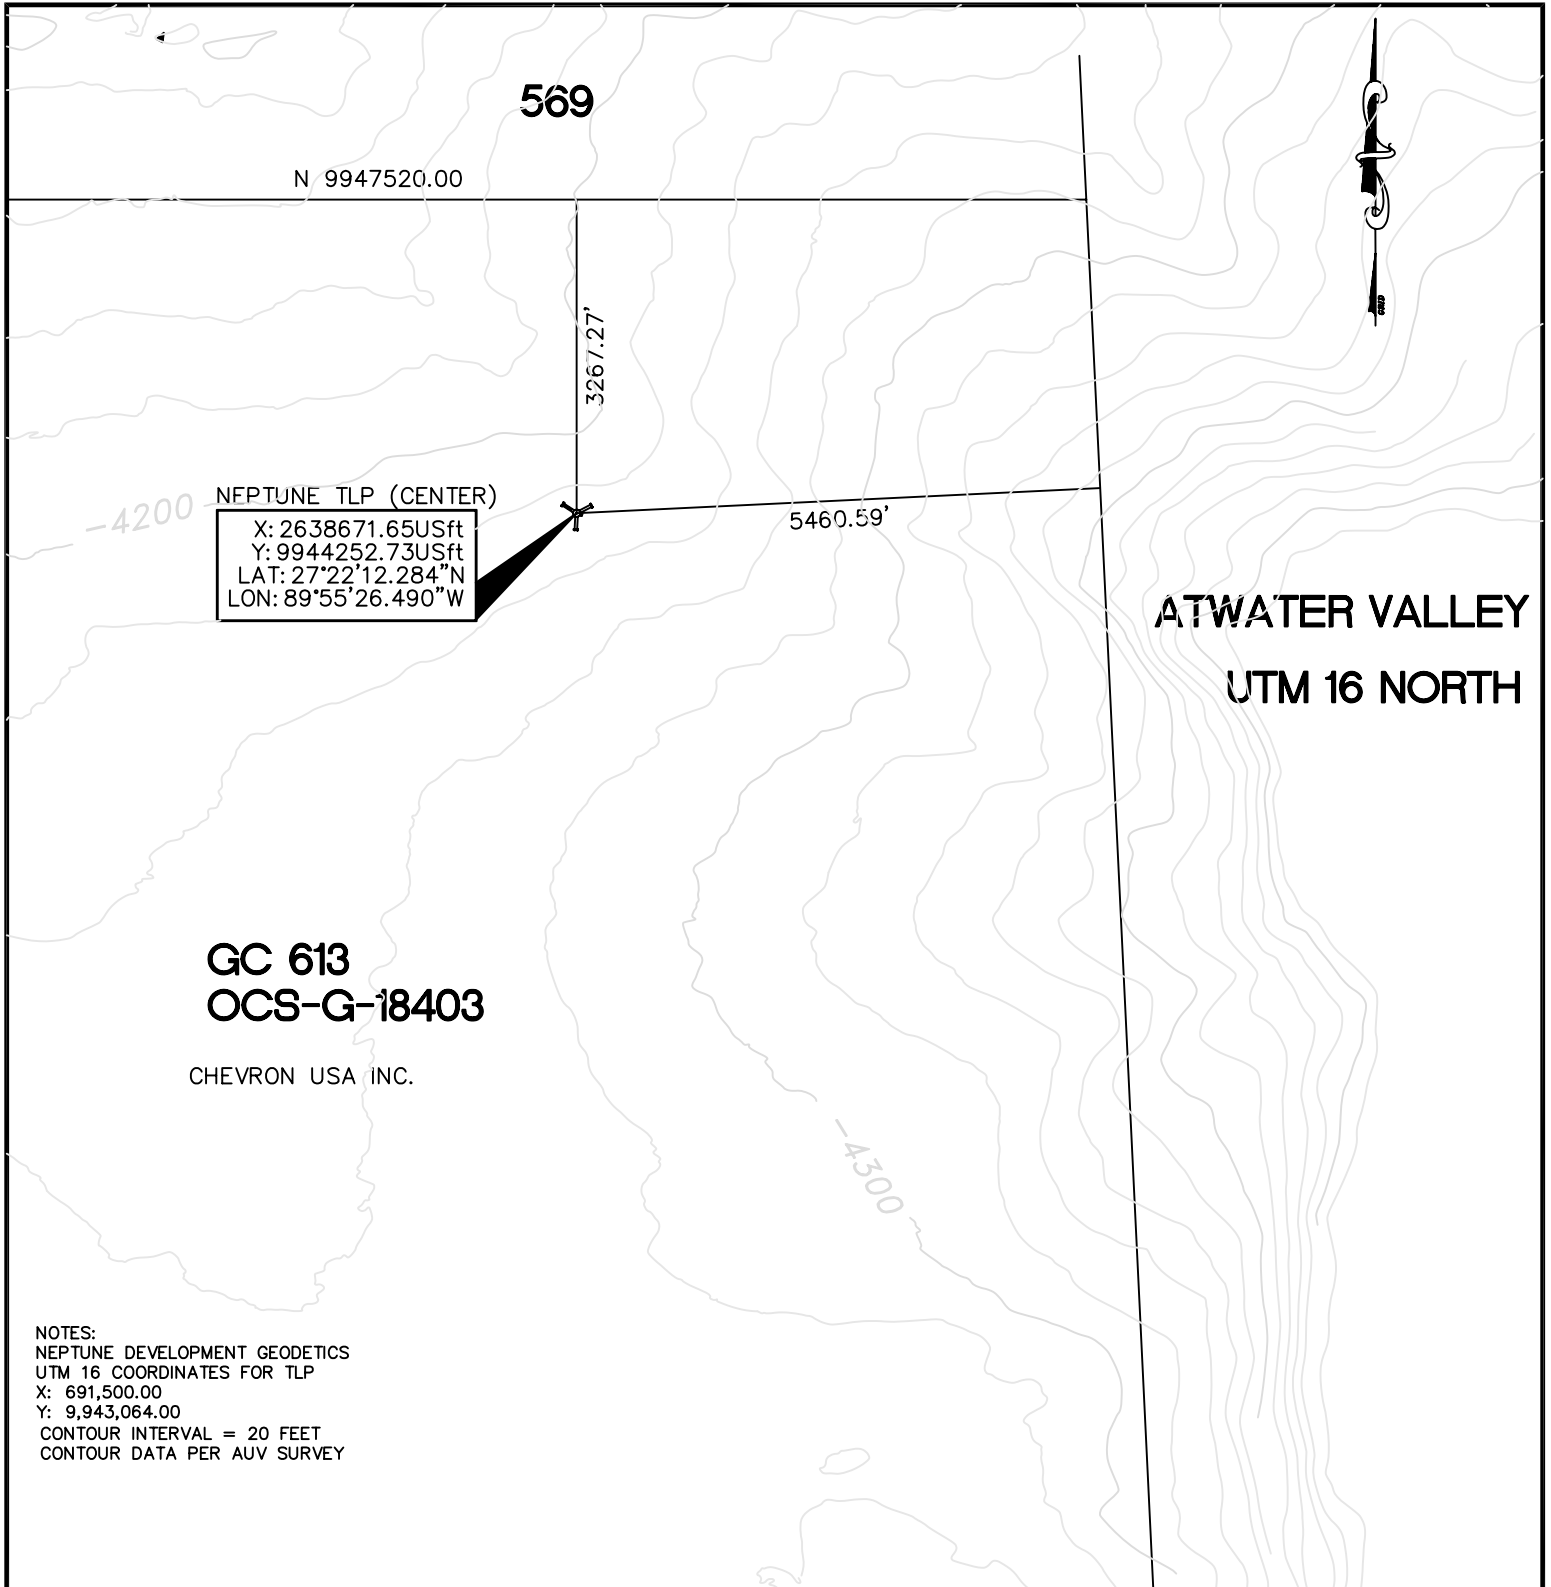 569
N 9947520.00
3267.27'
NEPTUNE TLP (CENTER)
X: 2638671.65USft
Y: 9944252.73USft
LAT: 27°22'12.284"N
LON: 89°55'26.490"W
-4200
5460.59'
ATWATER VALLEY
UTM 16 NORTH
GC 613
OCS-G-18403
CHEVRON USA INC.
-4300
NOTES:
NEPTUNE DEVELOPMENT GEODETICS
UTM 16 COORDINATES FOR TLP
X: 691,500.00
Y: 9,943,064.00
CONTOUR INTERVAL = 20 FEET
CONTOUR DATA PER AUV SURVEY